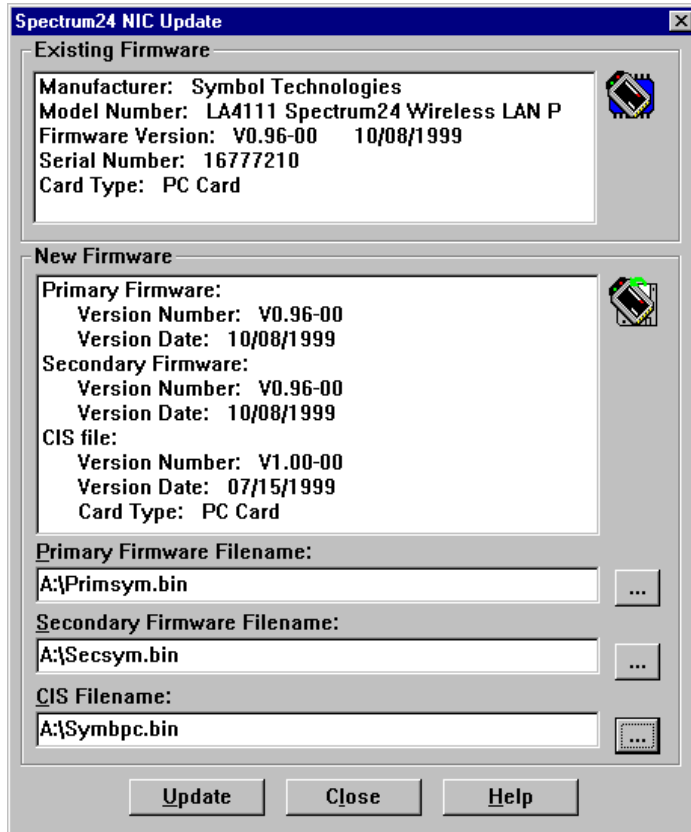 Spectrum24 NIC Update
Existing Firmware
Manufacturer: Symbol Technologies
Model Number: LA4111 Spectrum24 Wireless LAN P
Firmware Version: V0.96-00 10/08/1999
Serial Number: 16777210
Card Type: PC Card
New Firmware
Primary Firmware:
Version Number: V0.96-00
Version Date: 10/08/1999
Secondary Firmware:
Version Number: V0.96-00
Version Date: 10/08/1999
CIS file:
Version Number: V1.00-00
Version Date: 07/15/1999
Card Type: PC Card
Primary Firmware Filename:
A:\Primsym.bin
...
Secondary Firmware Filename:
A:\Secsym.bin
...
CIS Filename:
A:\Symbpc.bin
...
Update Close Help